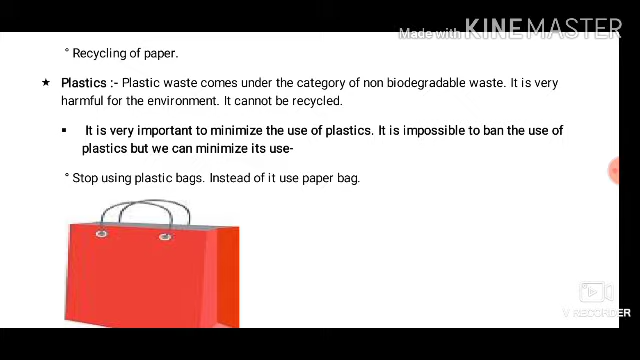 Made with KINEMASTER
° Recycling of paper.
★ Plastics :- Plastic waste comes under the category of non biodegradable waste. It is very
harmful for the environment. It cannot be recycled.
▪ It is very important to minimize the use of plastics. It is impossible to ban the use of
plastics but we can minimize its use-
° Stop using plastic bags. Instead of it use paper bag.
V RECORDER